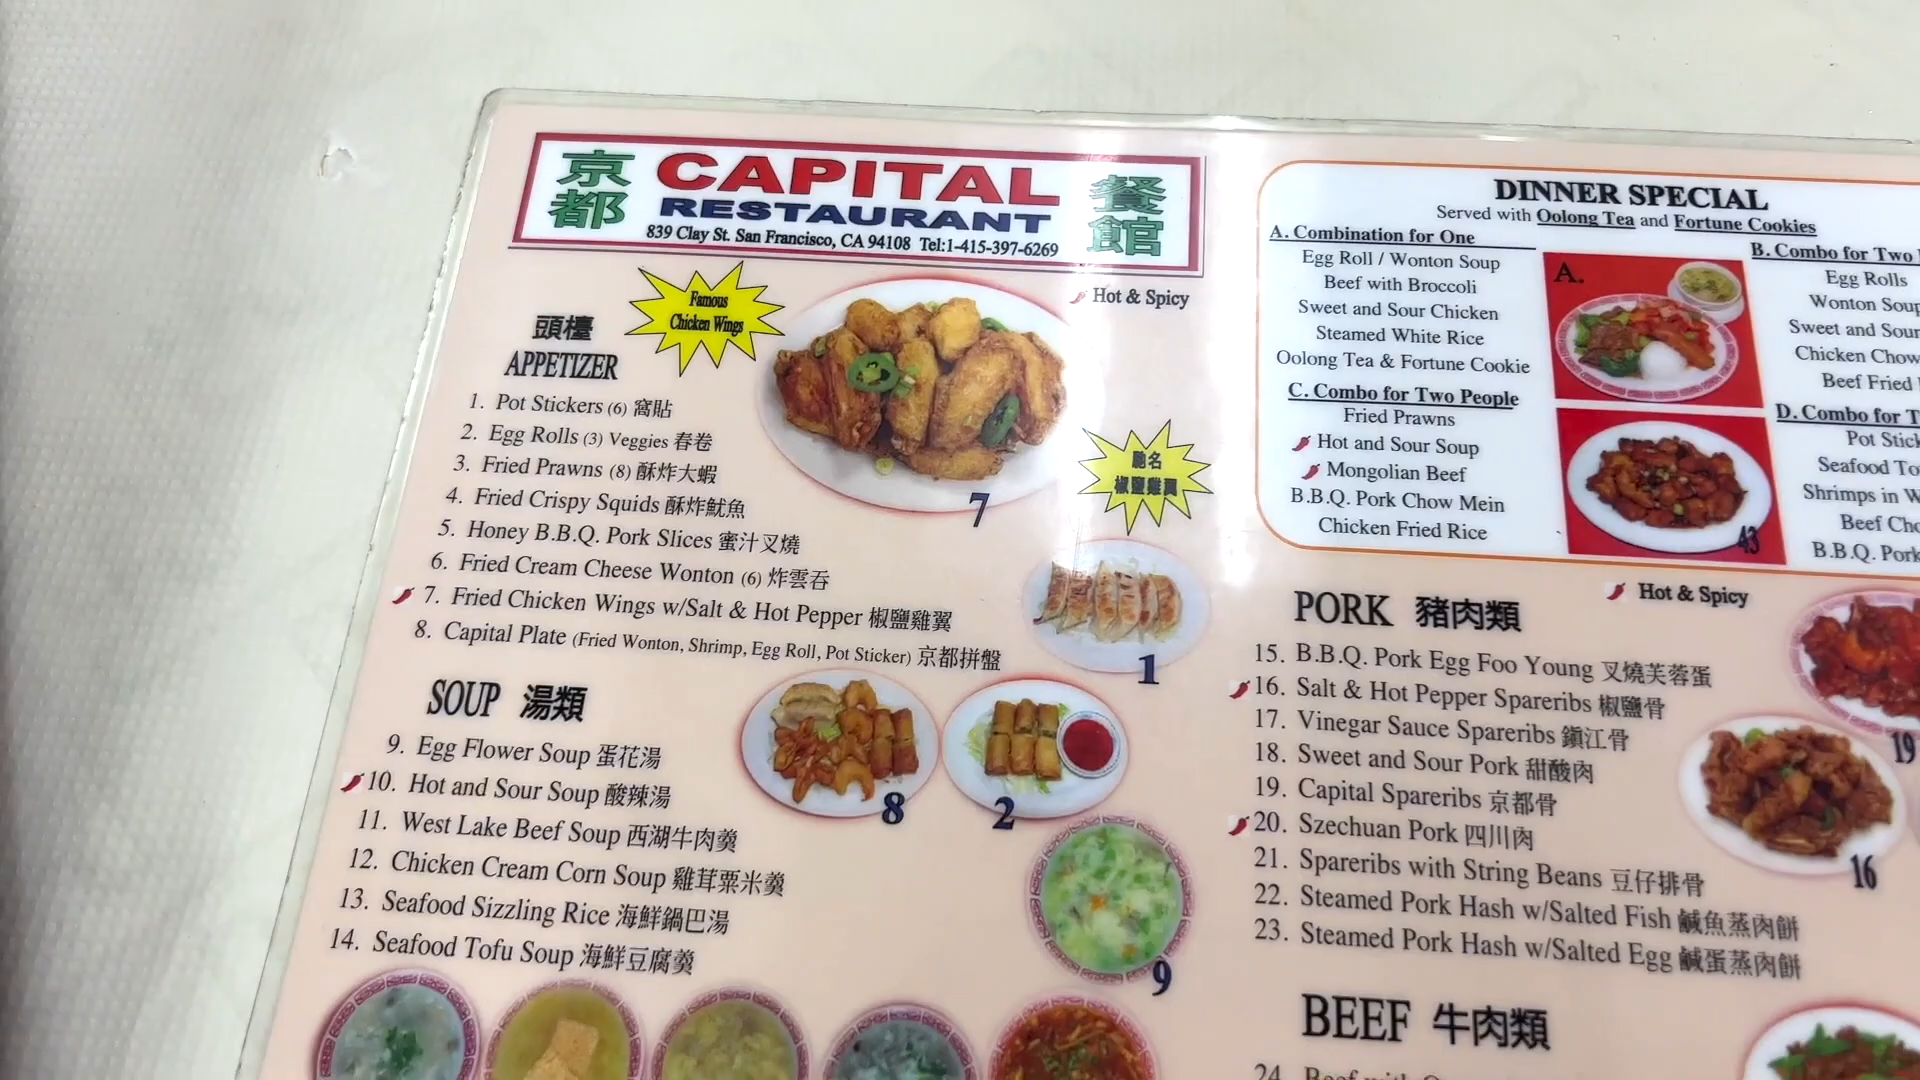 京都 CAPITAL RESTAURANT 餐館
839 Clay St. San Francisco, CA 94108 Tel:1-415-397-6269
Famous
Chicken Wings
Hot & Spicy
頭檯
APPETIZER
1. Pot Stickers (6) 窩貼
2. Egg Rolls (3) Veggies 春卷
3. Fried Prawns (8) 酥炸大蝦
4. Fried Crispy Squids 酥炸魷魚
5. Honey B.B.Q. Pork Slices 蜜汁叉燒
6. Fried Cream Cheese Wonton (6) 炸雲吞
7. Fried Chicken Wings w/Salt & Hot Pepper 椒鹽雞翼
8. Capital Plate (Fried Wonton, Shrimp, Egg Roll, Pot Sticker) 京都拼盤
7
馳名
椒鹽雞翼
1
8
2
SOUP 湯類
9. Egg Flower Soup 蛋花湯
10. Hot and Sour Soup 酸辣湯
11. West Lake Beef Soup 西湖牛肉羹
12. Chicken Cream Corn Soup 雞茸粟米羹
13. Seafood Sizzling Rice 海鮮鍋巴湯
14. Seafood Tofu Soup 海鮮豆腐羹
9
DINNER SPECIAL
Served with Oolong Tea and Fortune Cookies
A. Combination for One
Egg Roll / Wonton Soup
Beef with Broccoli
Sweet and Sour Chicken
Steamed White Rice
Oolong Tea & Fortune Cookie
A.
B. Combo for Two
Egg Rolls
Wonton Soup
Sweet and Sour
Chicken Chow
Beef Fried
C. Combo for Two People
Fried Prawns
Hot and Sour Soup
Mongolian Beef
B.B.Q. Pork Chow Mein
Chicken Fried Rice
43
D. Combo for T
Pot Stick
Seafood To
Shrimps in W
Beef Cho
B.B.Q. Pork
PORK 豬肉類
Hot & Spicy
15. B.B.Q. Pork Egg Foo Young 叉燒芙蓉蛋
16. Salt & Hot Pepper Spareribs 椒鹽骨
17. Vinegar Sauce Spareribs 鎮江骨
18. Sweet and Sour Pork 甜酸肉
19. Capital Spareribs 京都骨
20. Szechuan Pork 四川肉
21. Spareribs with String Beans 豆仔排骨
22. Steamed Pork Hash w/Salted Fish 鹹魚蒸肉餅
23. Steamed Pork Hash w/Salted Egg 鹹蛋蒸肉餅
19
16
BEEF 牛肉類
24. Beef with